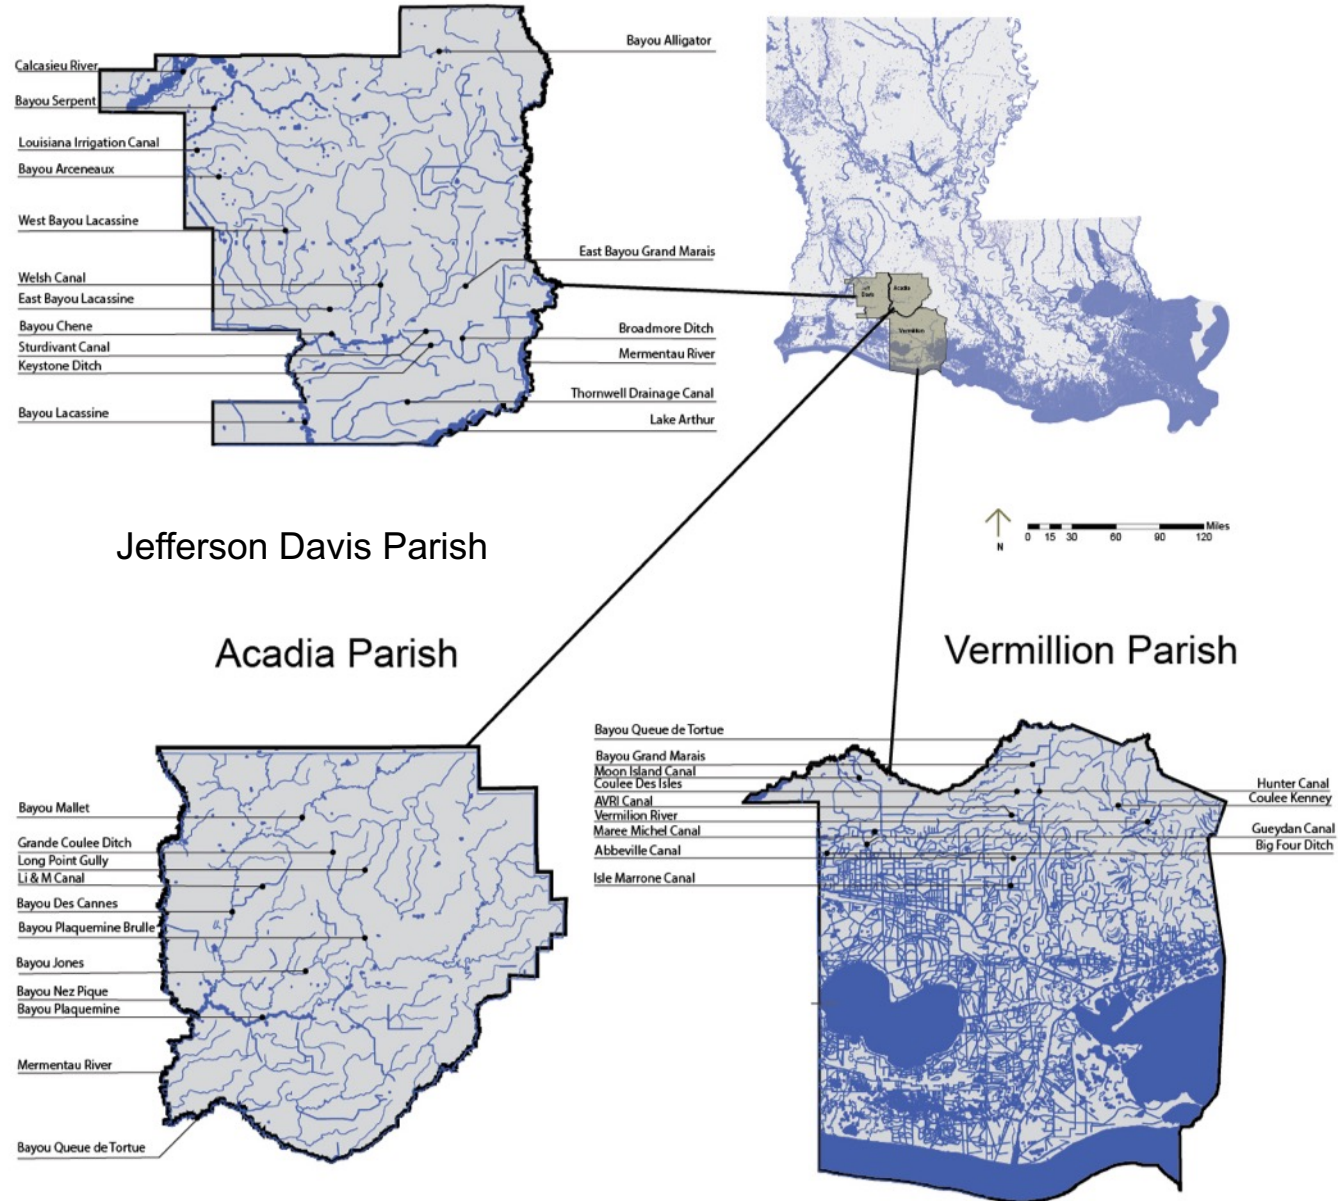 Bayou Alligator
Calcasieu River
Bayou Serpent
Louisiana Irrigation Canal
Bayou Arceneaux
West Bayou Lacassine
East Bayou Grand Marais
Welsh Canal
East Bayou Lacassine
Bayou Chene
Broadmore Ditch
Sturdivant Canal
Mermentau River
Keystone Ditch
Thornwell Drainage Canal
Bayou Lacassine
Lake Arthur
Jeff Davis
Acadia
Vermillion
N
0 15 30 60 90 120 Miles
Jefferson Davis Parish
Acadia Parish
Vermillion Parish
Bayou Mallet
Grande Coulee Ditch
Long Point Gully
Li & M Canal
Bayou Des Cannes
Bayou Plaquemine Brulle
Bayou Jones
Bayou Nez Pique
Bayou Plaquemine
Mermentau River
Bayou Queue de Tortue
Bayou Queue de Tortue
Bayou Grand Marais
Moon Island Canal
Coulee Des Isles
AVRI Canal
Vermilion River
Maree Michel Canal
Abbeville Canal
Isle Marrone Canal
Hunter Canal
Coulee Kenney
Gueydan Canal
Big Four Ditch